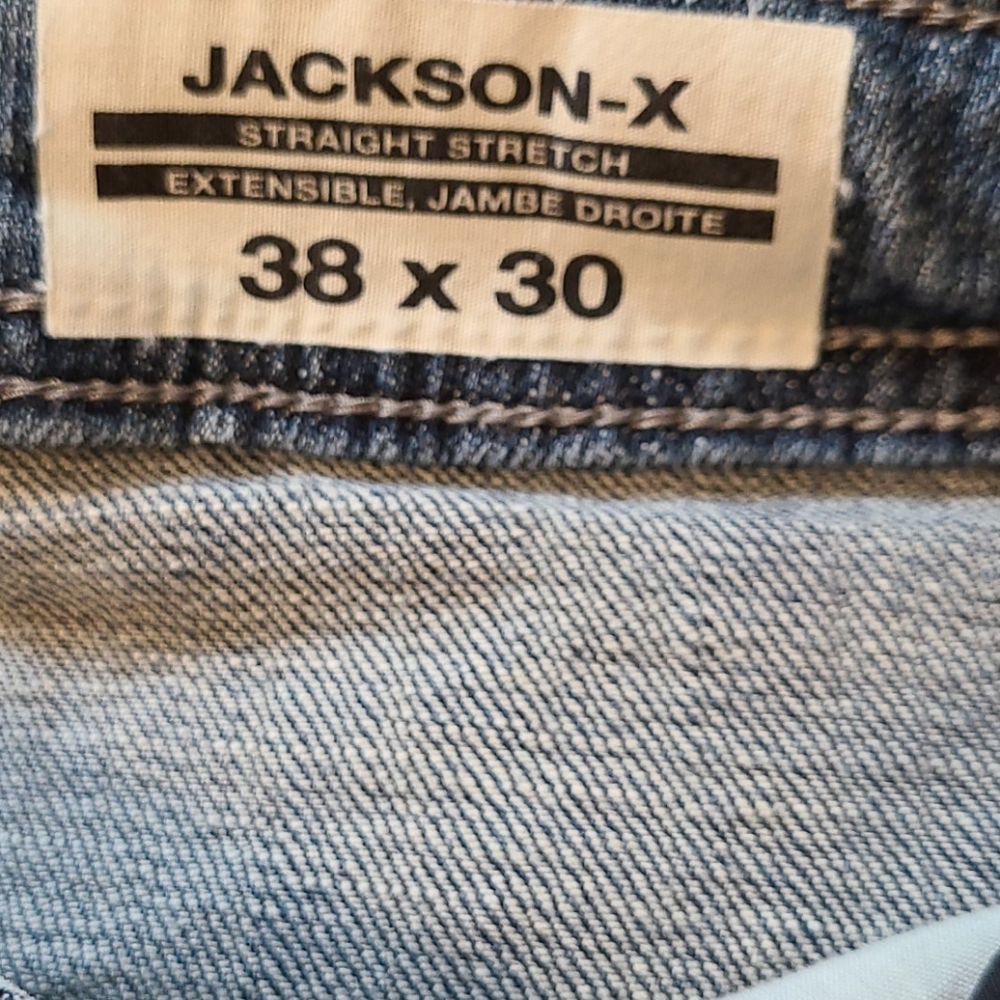 JACKSON-X
STRAIGHT STRETCH
EXTENSIBLE, JAMBE DROITE
38 x 30